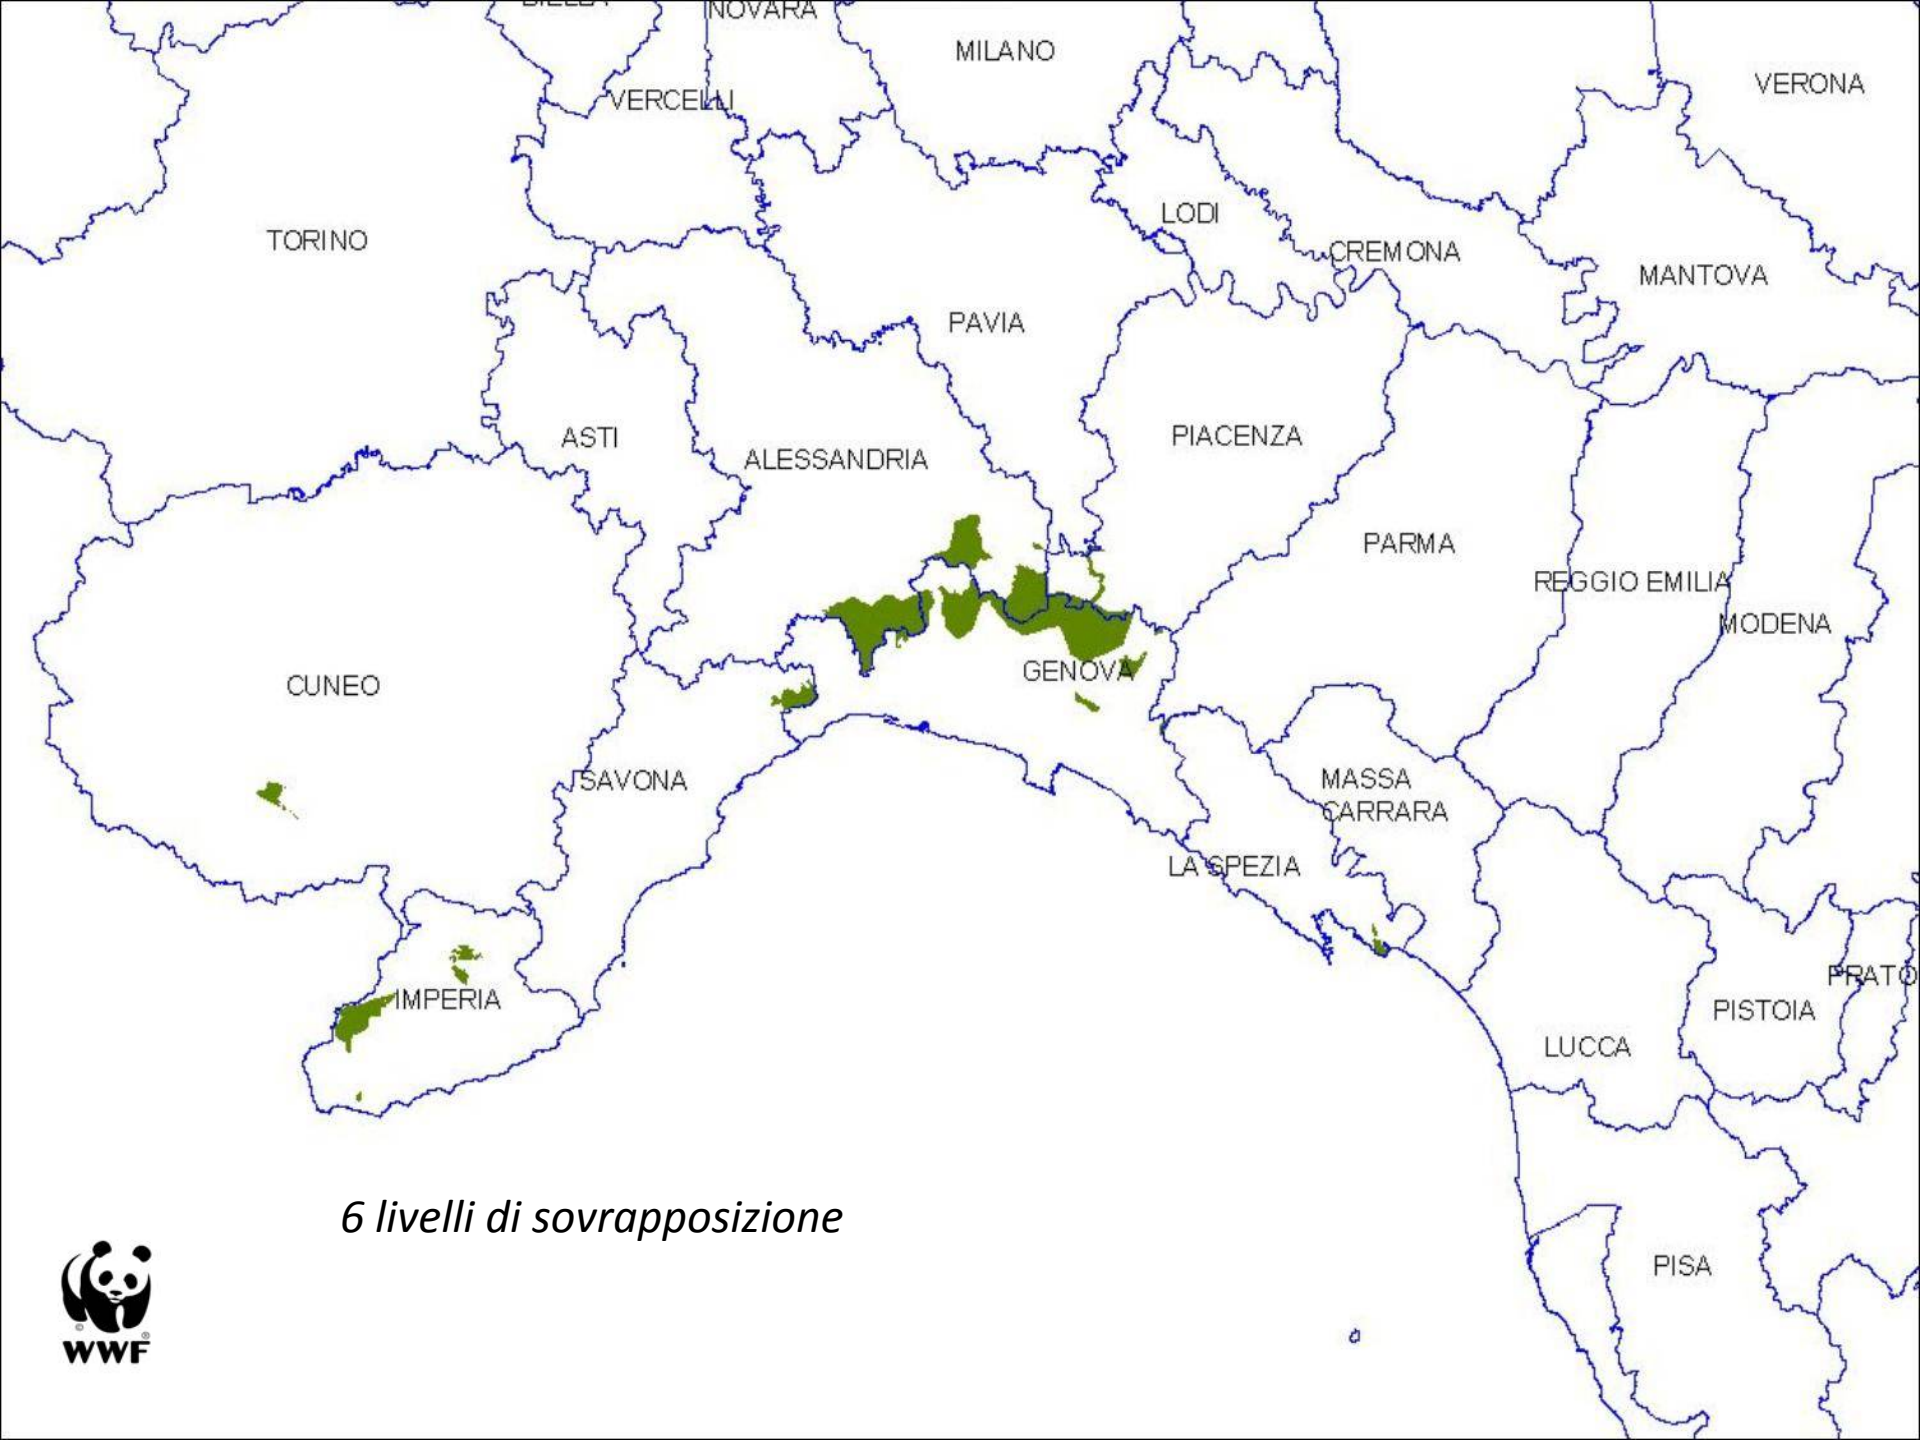 BIELLA
NOVARA
MILANO
VERONA
VERCELLI
LODI
TORINO
CREMONA
MANTOVA
PAVIA
ASTI
PIACENZA
ALESSANDRIA
PARMA
REGGIO EMILIA
MODENA
GENOVA
CUNEO
SAVONA
MASSA
CARRARA
LA SPEZIA
PRATO
IMPERIA
PISTOIA
LUCCA
6 livelli di sovrapposizione
PISA
©
®
WWF